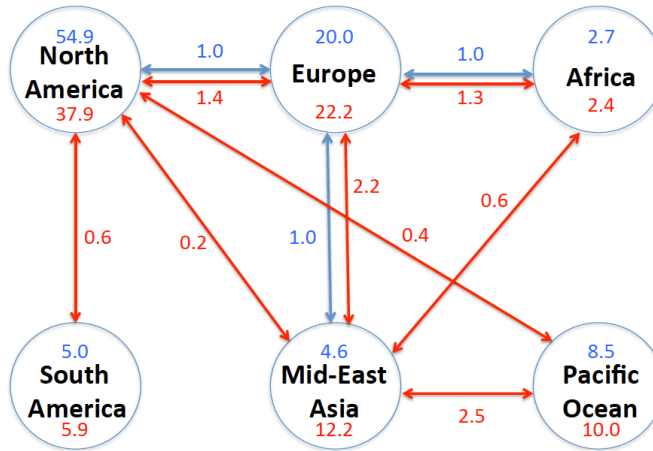 54.9
North
America
37.9
1.0
1.4
20.0
Europe
22.2
1.0
1.3
2.7
Africa
2.4
0.6
0.2
1.0
2.2
0.4
0.6
5.0
South
America
5.9
4.6
Mid-East
Asia
12.2
2.5
8.5
Pacific
Ocean
10.0